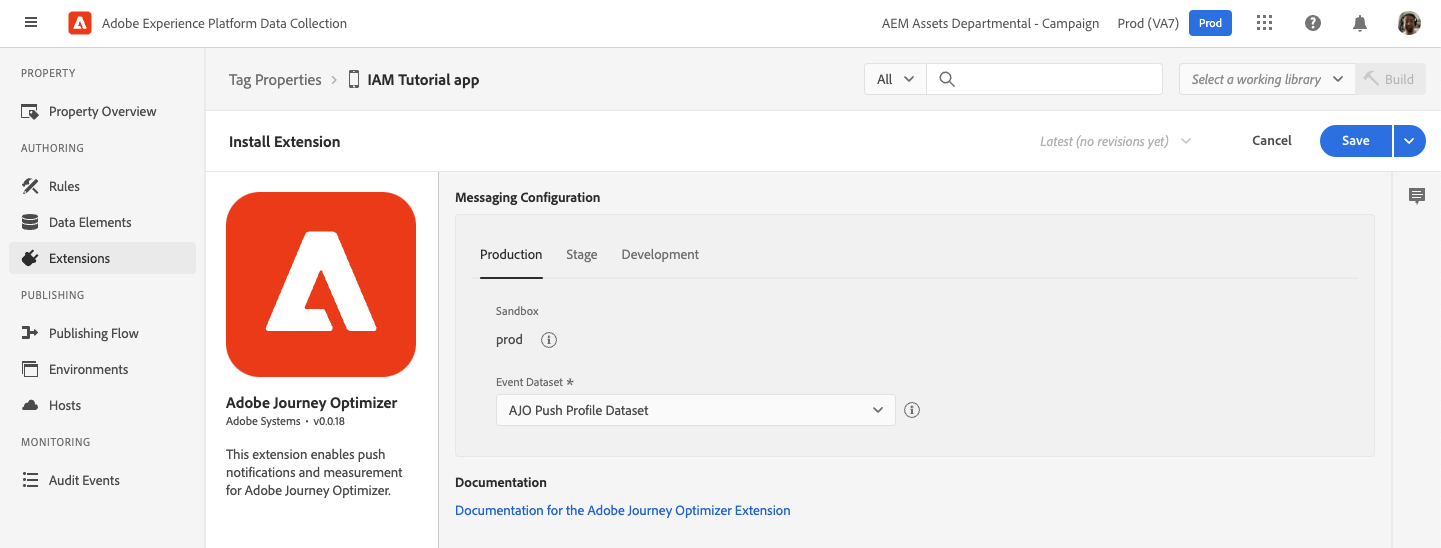 Adobe Experience Platform Data Collection
AEM Assets Departmental - Campaign
Prod (VA7)
Prod
PROPERTY
Property Overview
AUTHORING
Rules
Data Elements
Extensions
PUBLISHING
Publishing Flow
Environments
Hosts
MONITORING
Audit Events
Tag Properties
IAM Tutorial app
All
Select a working library
Build
Install Extension
Latest (no revisions yet)
Cancel
Save
Adobe Journey Optimizer
Adobe Systems • v0.0.18
This extension enables push
notifications and measurement
for Adobe Journey Optimizer.
Messaging Configuration
Production
Stage
Development
Sandbox
prod
Event Dataset *
AJO Push Profile Dataset
Documentation
Documentation for the Adobe Journey Optimizer Extension